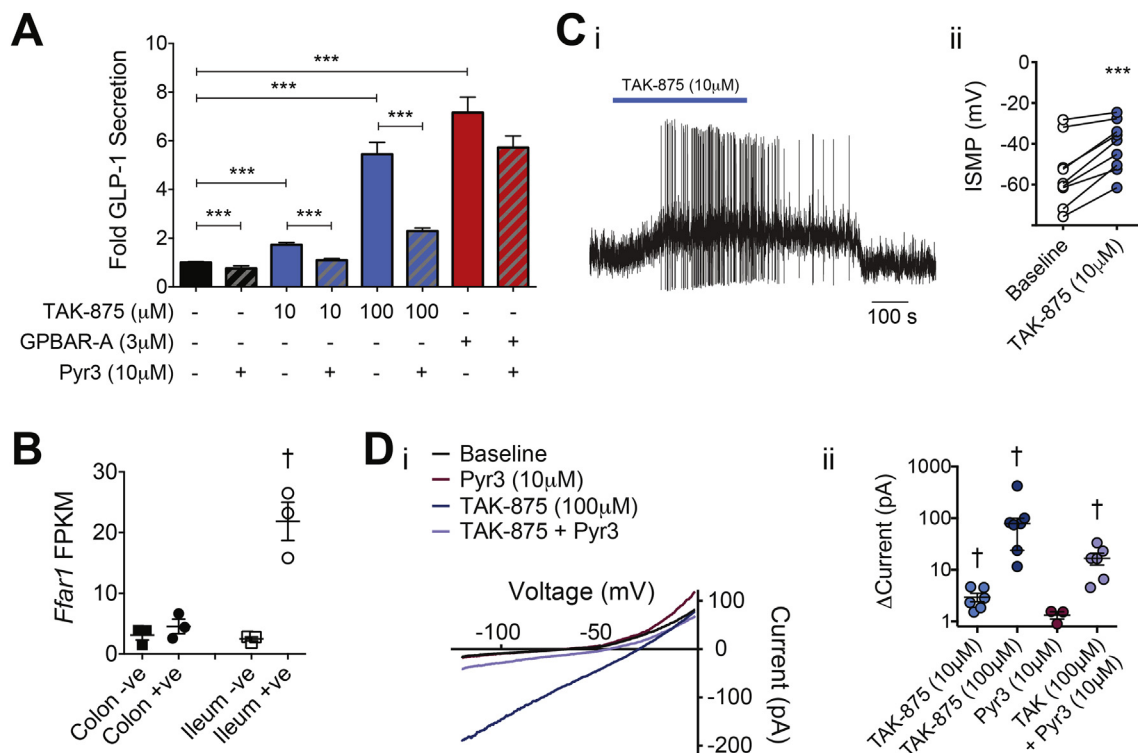 A
Fold GLP-1 Secretion
10
8
6
4
2
0
***
***
***
***
***
***
TAK-875 (μM) - - 10 10 100 100 - -
GPBAR-A (3μM) - - - - - - + +
Pyr3 (10μM) - + - + - + - +
B
Ffar1 FPKM
30
20
10
0
†
Colon -ve
Colon +ve
Ileum -ve
Ileum +ve
C i
TAK-875 (10μM)
100 s
ii
ISMP (mV)
0
-20
-40
-60
***
Baseline
TAK-875 (10μM)
D i
Baseline
Pyr3 (10μM)
TAK-875 (100μM)
TAK-875 + Pyr3
Voltage (mV)
-100
-50
100
0
-100
-200
Current (pA)
ii
ΔCurrent (pA)
1000
100
10
1
†
†
†
TAK-875 (10μM)
TAK-875 (100μM)
Pyr3 (10μM)
TAK (100μM)
+ Pyr3 (10μM)